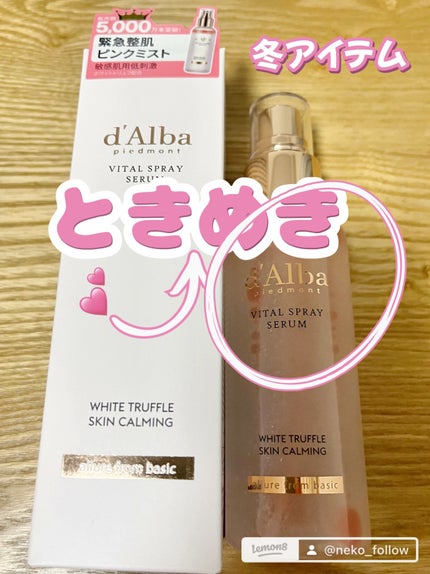 5,000
緊急整肌
ピンクミスト
敏感肌用低刺激
冬アイテム
d'Alba
piedmont
VITAL SPRAY
SERUM
ときめき
d'Alba
piedmont
VITAL SPRAY
SERUM
WHITE TRUFFLE
SKIN CALMING
allure from basic
WHITE TRUFFLE
SKIN CALMING
allure from basic
Lemon8
@neko_follow